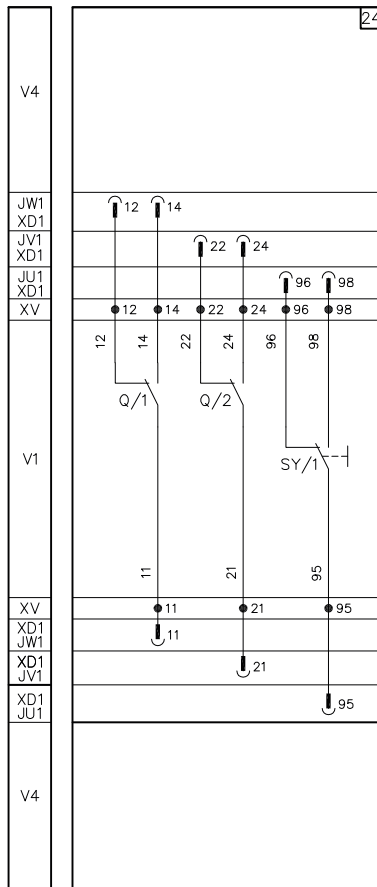 24
V4
JW1
XD1
12 14
JV1
XD1
22 24
JU1
XD1
96 98
XV
12 14 22 24 96 98
12 14 22 24 96 98
Q/1 Q/2
V1
SY/1
11 21 95
XV
11 21 95
XD1
JW1
11
XD1
JV1
21
XD1
JU1
95
V4